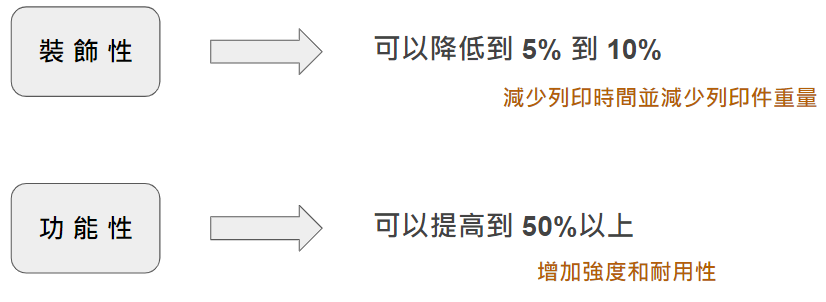 裝飾性
可以降低到 5% 到 10%
減少列印時間並減少列印件重量
功能性
可以提高到 50%以上
增加強度和耐用性